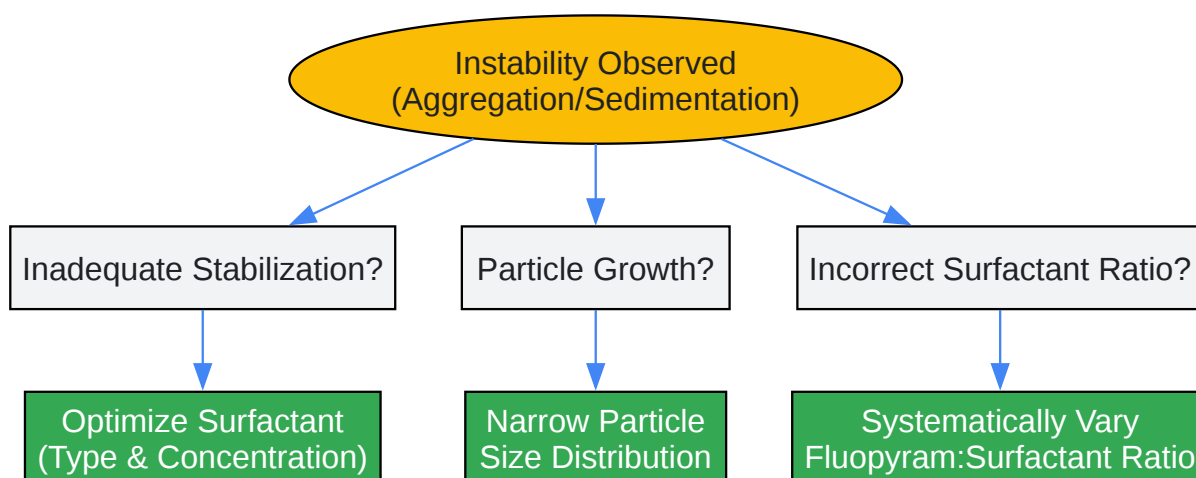 Instability Observed
(Aggregation/Sedimentation)
Inadequate Stabilization?
Particle Growth?
Incorrect Surfactant Ratio?
Optimize Surfactant
(Type & Concentration)
Narrow Particle
Size Distribution
Systematically Vary
Fluopyram:Surfactant Ratio